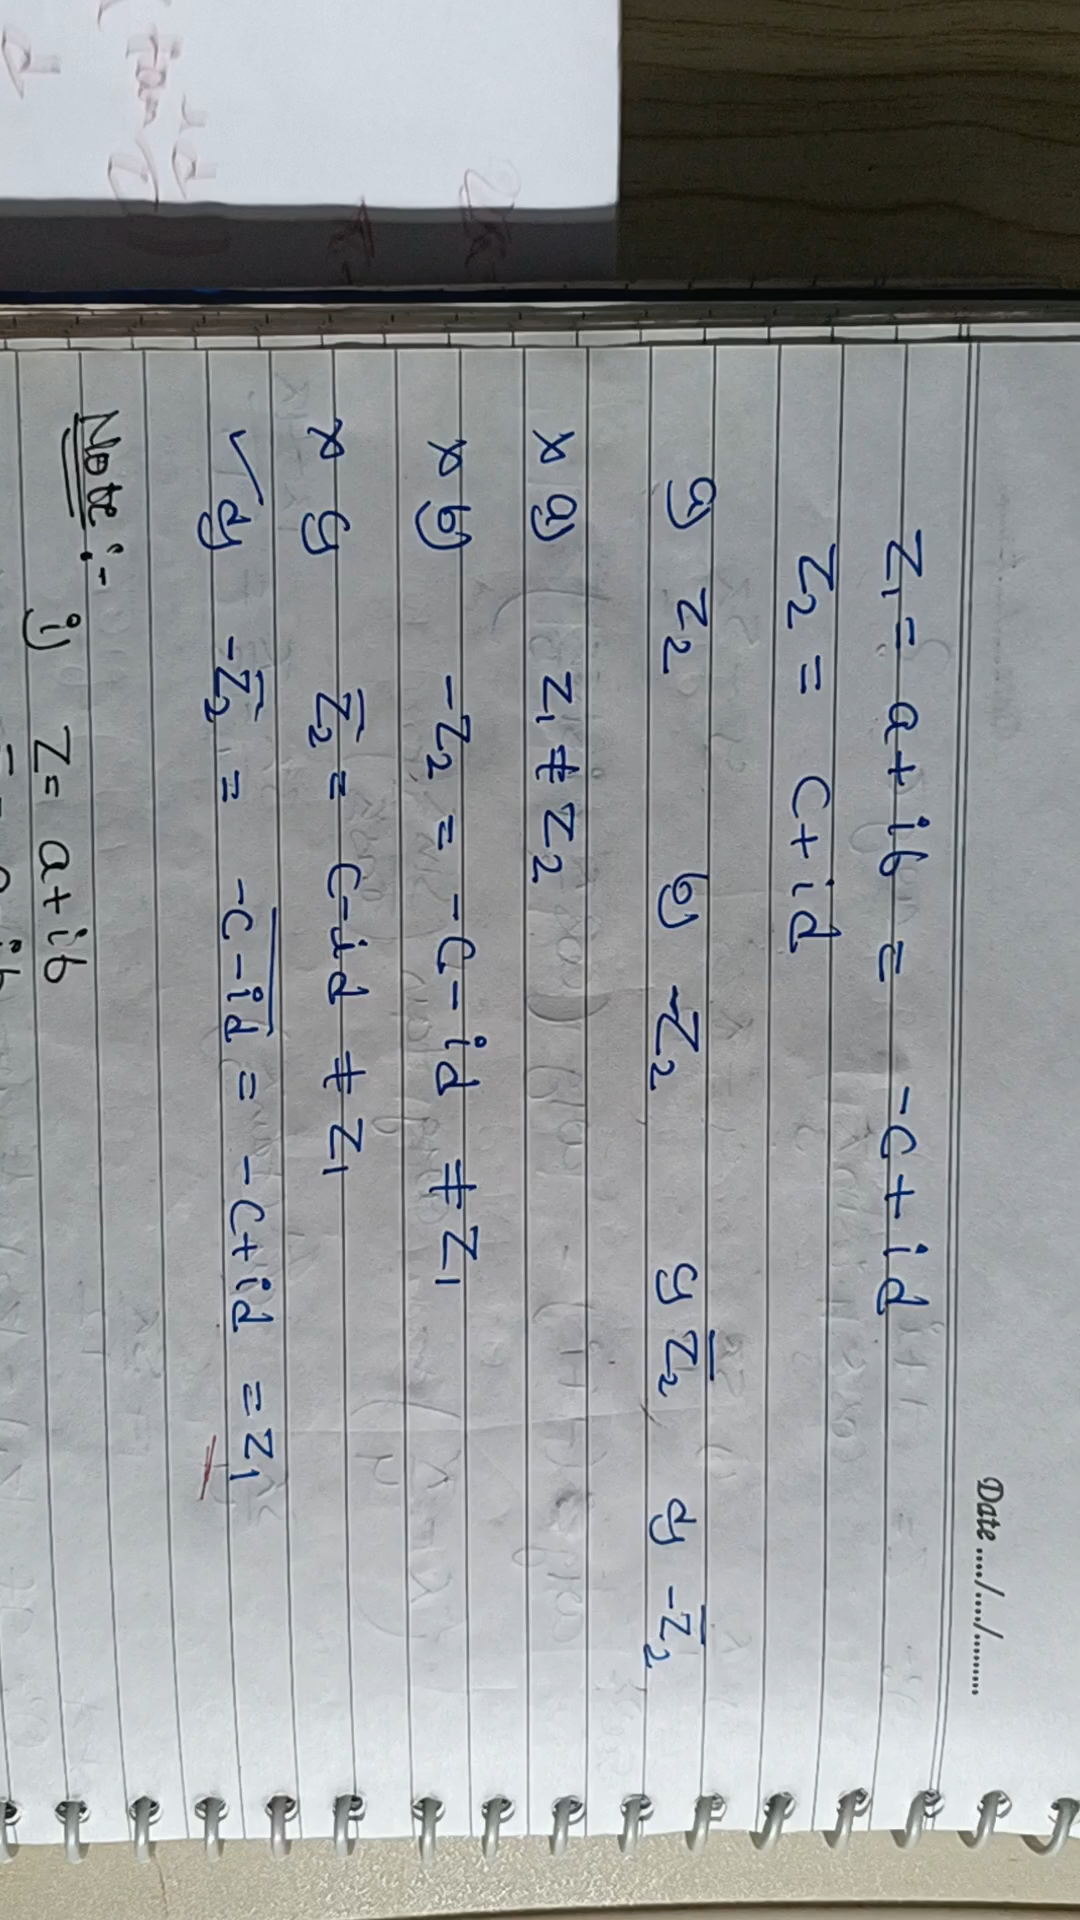 Date ..../..../.........
Z₁ = a+ib = -c+id
Z₂ = c+id
a) Z₂ b) -Z₂ c) Z̅₂ d) -Z̅₂
× a) Z₁ ≠ Z₂
× b) -Z₂ = -c-id ≠ Z₁
× c) Z̅₂ = c-id ≠ Z₁
✓ d) -Z̅₂ = -c̅-̅i̅d̅ = -c+id = Z₁
Note :-
i) Z = a+ib